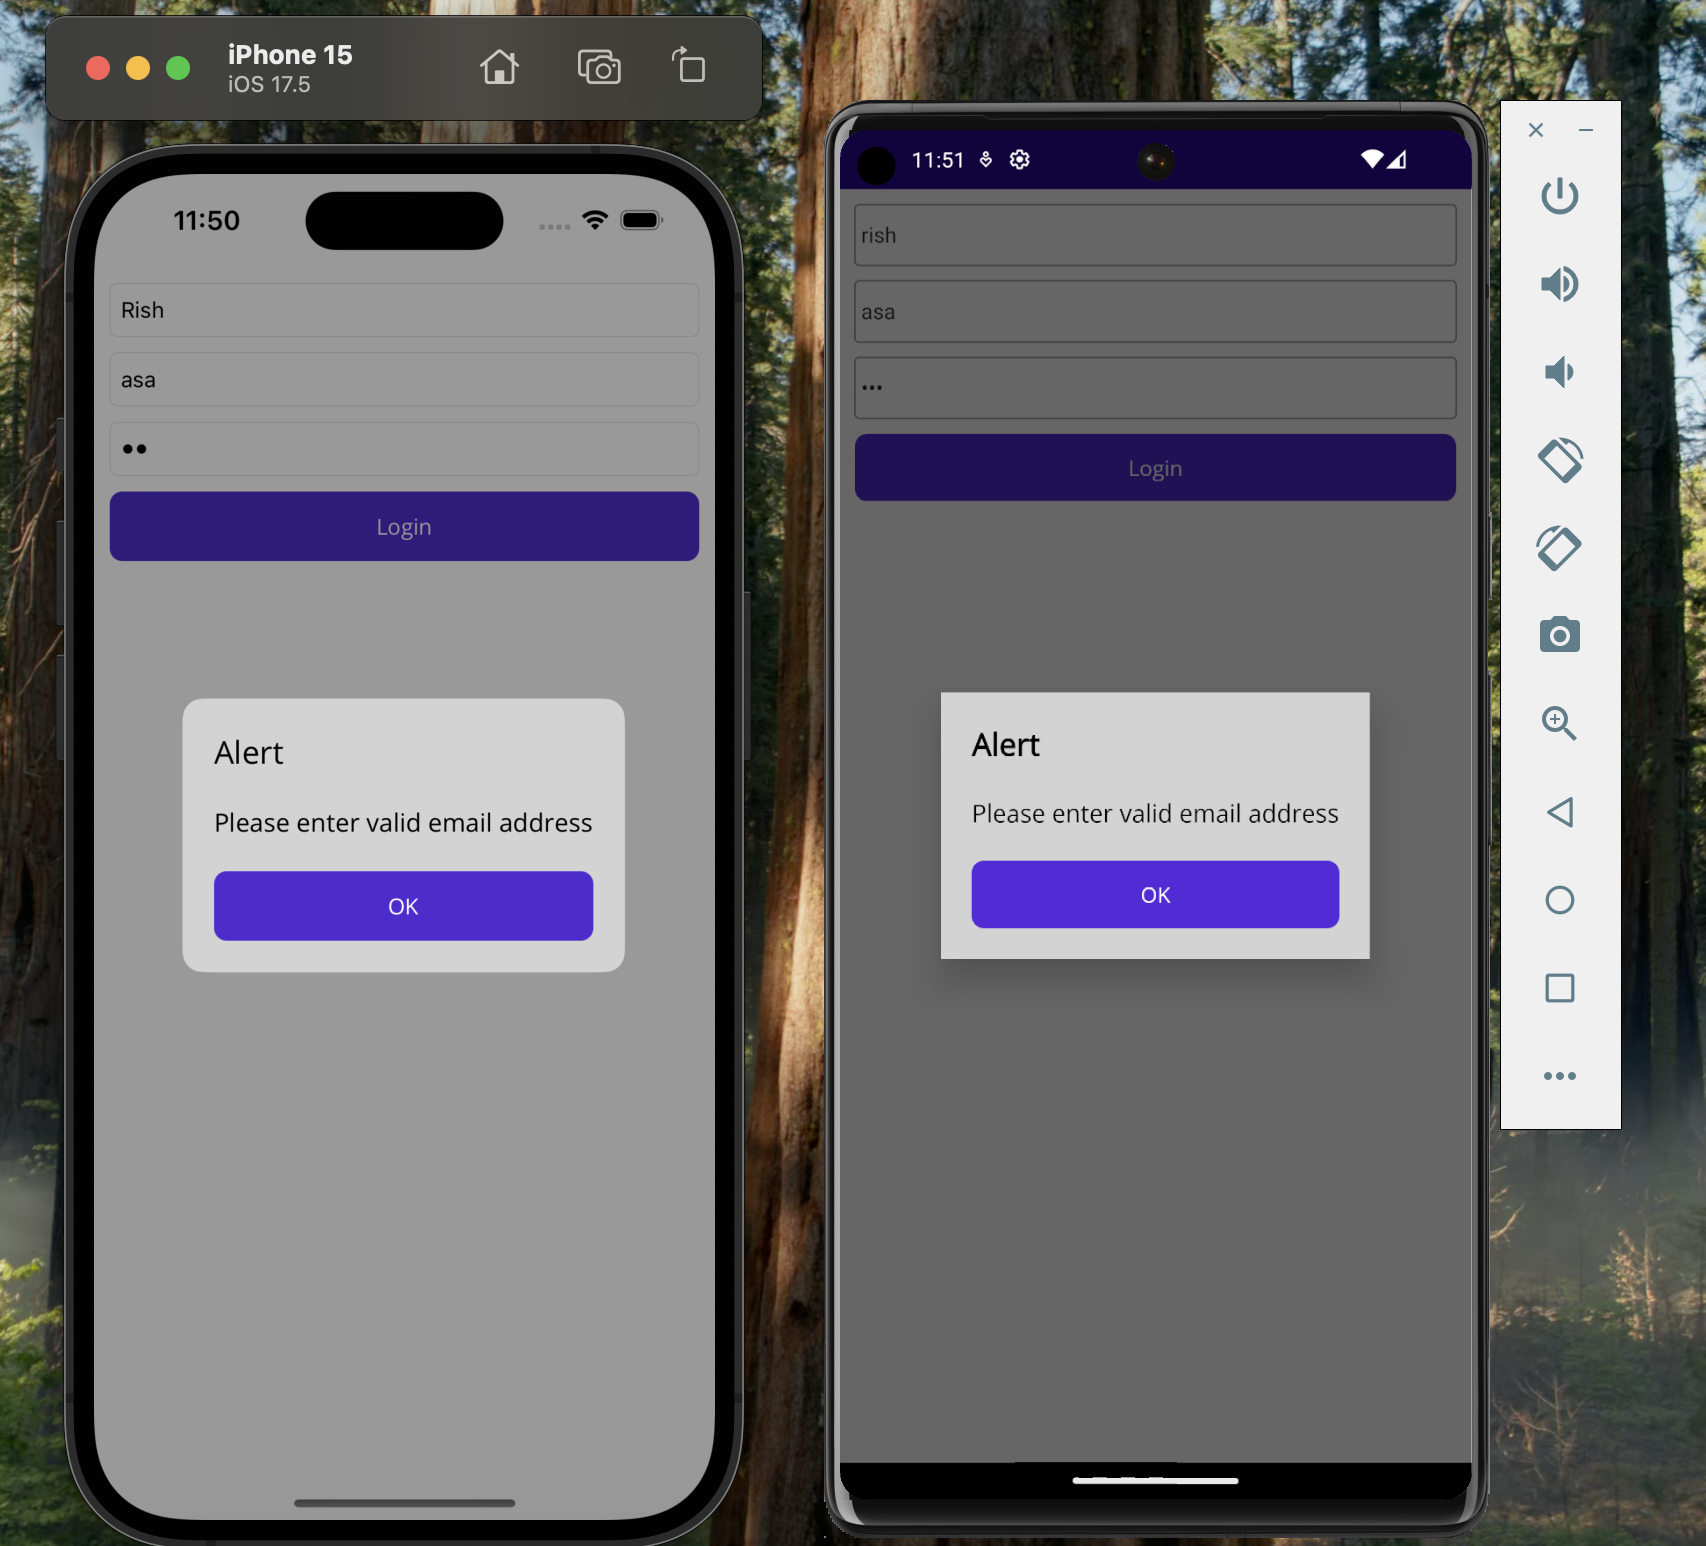 iPhone 15
iOS 17.5
11:50
Rish
asa
••
Login
Alert
Please enter valid email address
OK
11:51
rish
asa
•••
Login
Alert
Please enter valid email address
OK